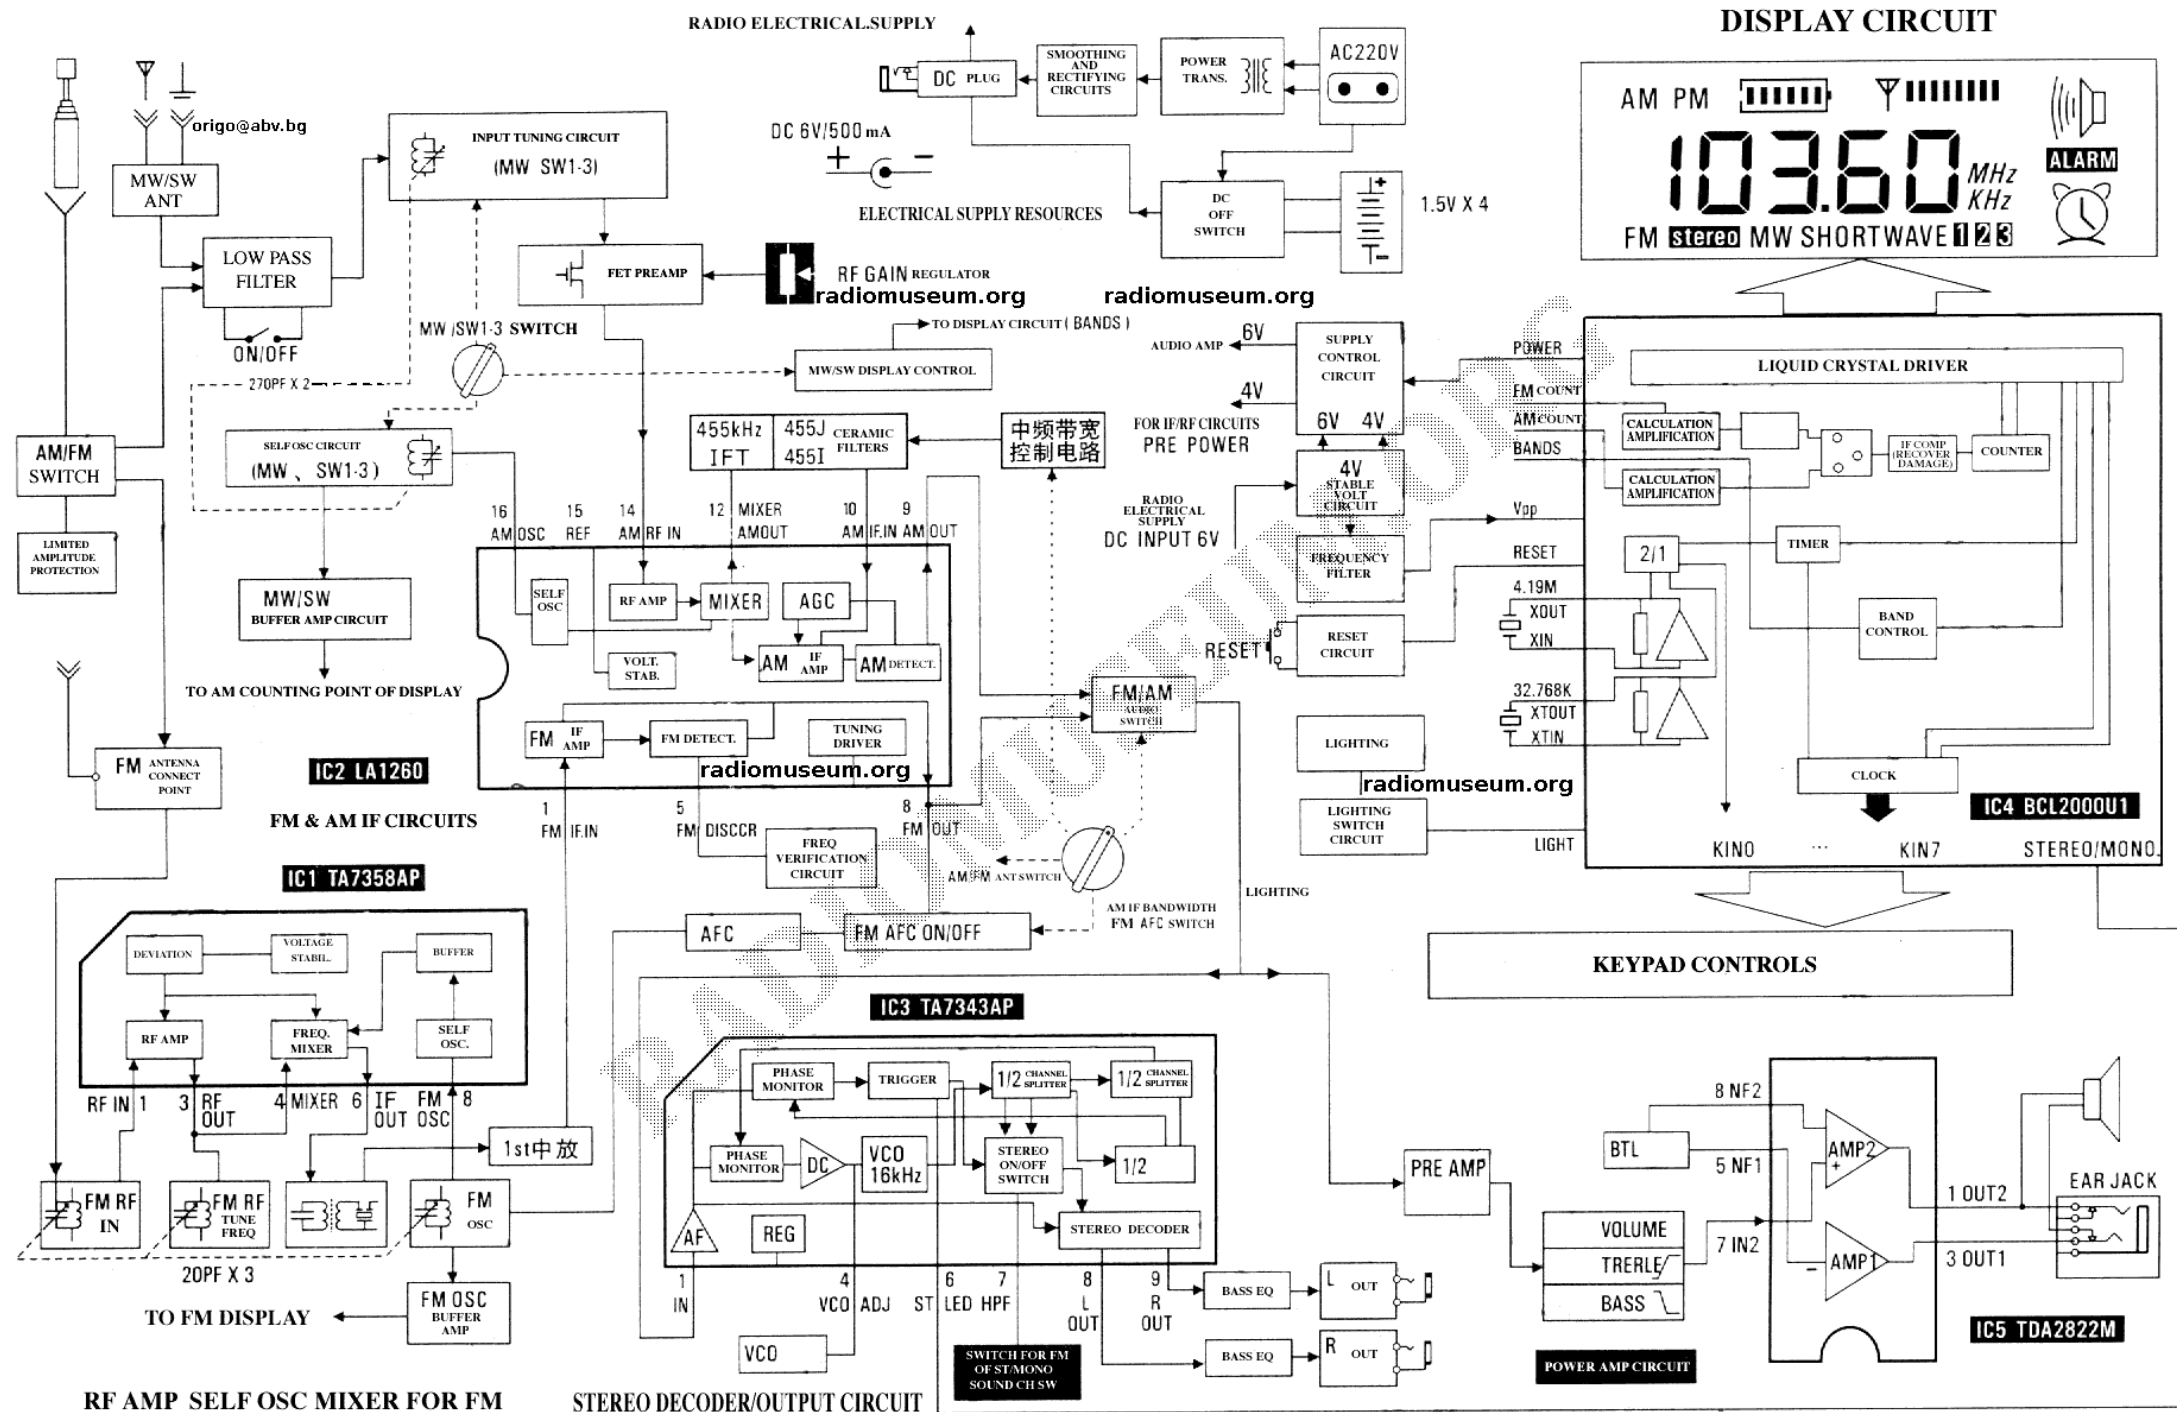 RADIO ELECTRICAL.SUPPLY
DISPLAY CIRCUIT
DC PLUG
SMOOTHING
AND
RECTIFYING
CIRCUITS
POWER
TRANS.
AC220V
AM PM
103.60
MHz
KHz
ALARM
FM stereo MW SHORTWAVE 1 2 3
origo@abv.bg
MW/SW
ANT
INPUT TUNING CIRCUIT
(MW SW1-3)
DC 6V/500 mA
+ −
ELECTRICAL SUPPLY RESOURCES
DC
OFF
SWITCH
+
−
1.5V X 4
LOW PASS
FILTER
ON/OFF
FET PREAMP
RF GAIN REGULATOR
radiomuseum.org
radiomuseum.org
MW/SW1-3 SWITCH
270PF X 2
TO DISPLAY CIRCUIT ( BANDS )
MW/SW DISPLAY CONTROL
AUDIO AMP
6V
4V
FOR IF/RF CIRCUITS
PRE POWER
SUPPLY
CONTROL
CIRCUIT
6V 4V
4V
STABLE
VOLT
CIRCUIT
RADIO
ELECTRICAL
SUPPLY
DC INPUT 6V
FREQUENCY
FILTER
RESET
RESET
CIRCUIT
POWER
FM COUNT
AM COUNT
BANDS
Vpp
RESET
4.19M
XOUT
XIN
32.768K
XTOUT
XTIN
LIGHT
LIQUID CRYSTAL DRIVER
CALCULATION
AMPLIFICATION
CALCULATION
AMPLIFICATION
IF COMP
(RECOVER
DAMAGE)
COUNTER
2/1
TIMER
BAND
CONTROL
CLOCK
IC4 BCL2000U1
KIN0 ... KIN7 STEREO/MONO.
KEYPAD CONTROLS
AM/FM
SWITCH
LIMITED
AMPLITUDE
PROTECTION
SELF OSC CIRCUIT
(MW 、 SW1-3)
MW/SW
BUFFER AMP CIRCUIT
TO AM COUNTING POINT OF DISPLAY
455kHz
IFT
455J
455I
CERAMIC
FILTERS
中频带宽
控制电路
16
AM OSC
15
REF
14
AM RF IN
12 MIXER
AMOUT
10
AM IF.IN
9
AM OUT
SELF
OSC
RF AMP
MIXER
AGC
VOLT.
STAB.
AM IF
AMP
AM DETECT.
FM IF
AMP
FM DETECT.
TUNING
DRIVER
radiomuseum.org
1
FM IF.IN
5
FM DISCCR
8
FM OUT
FREQ
VERIFICATION
CIRCUIT
FM/AM
AUDIO
SWITCH
LIGHTING
radiomuseum.org
LIGHTING
SWITCH
CIRCUIT
FM ANTENNA
CONNECT
POINT
IC2 LA1260
FM & AM IF CIRCUITS
IC1 TA7358AP
AM/FM ANT SWITCH
AM IF BANDWIDTH
FM AFC SWITCH
LIGHTING
AFC
FM AFC ON/OFF
RADIOMUSEUM.ORG
DEVIATION
VOLTAGE
STABIL.
BUFFER
RF AMP
FREQ.
MIXER
SELF
OSC.
RF IN 1
3 RF
OUT
4 MIXER
6 IF
OUT
FM 8
OSC
1st中放
FM RF
IN
FM RF
TUNE
FREQ
FM
OSC
20PF X 3
TO FM DISPLAY
FM OSC
BUFFER
AMP
RF AMP SELF OSC MIXER FOR FM
IC3 TA7343AP
PHASE
MONITOR
TRIGGER
1/2 CHANNEL
SPLITTER
1/2 CHANNEL
SPLITTER
PHASE
MONITOR
DC
VCO
16kHz
STEREO
ON/OFF
SWITCH
1/2
AF
REG
STEREO DECODER
1
IN
4
VCO ADJ
6
ST LED
7
HPF
8
L
OUT
9
R
OUT
VCO
SWITCH FOR FM
OF ST/MONO
SOUND CH SW
BASS EQ
L OUT
BASS EQ
R OUT
STEREO DECODER/OUTPUT CIRCUIT
PRE AMP
VOLUME
TRERLE
BASS
POWER AMP CIRCUIT
BTL
8 NF2
5 NF1
7 IN2
AMP2
+
AMP1
−
1 OUT2
3 OUT1
EAR JACK
IC5 TDA2822M